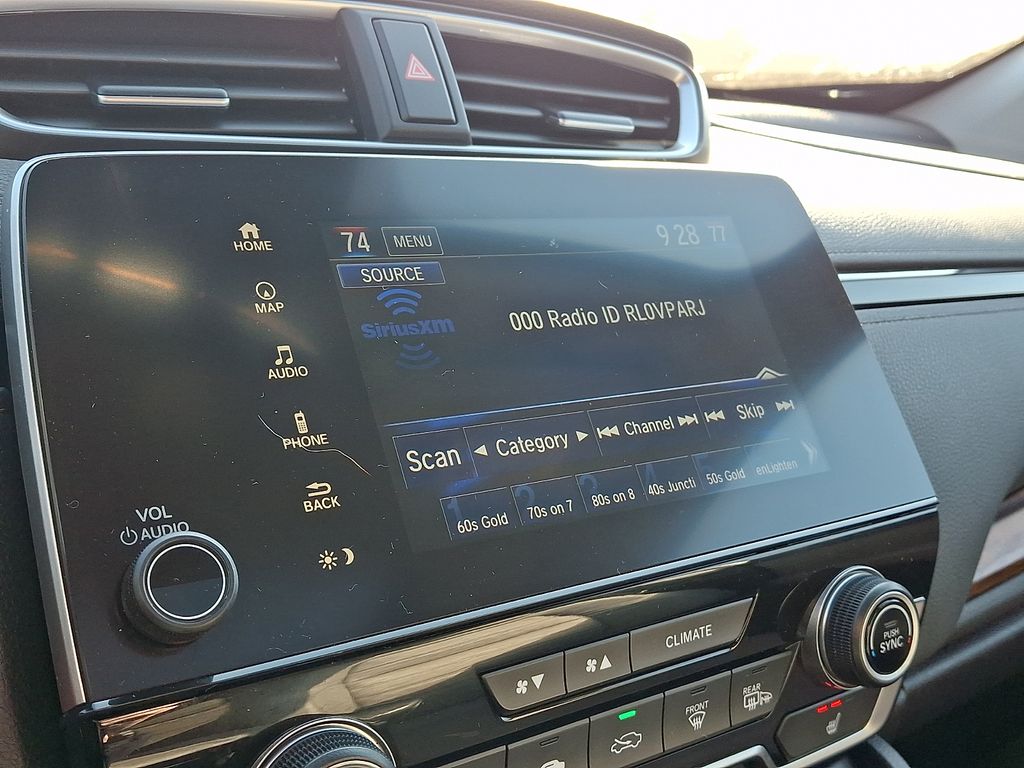 HOME
MAP
AUDIO
PHONE
BACK
VOL
AUDIO
74 MENU 9 28 77
SOURCE
SiriusXM
000 Radio ID RL0VPARJ
Scan Category Channel Skip
1 60s Gold
2 70s on 7
3 80s on 8
4 40s Juncti
5 50s Gold
enLighten
CLIMATE
PUSH
SYNC
FRONT
REAR